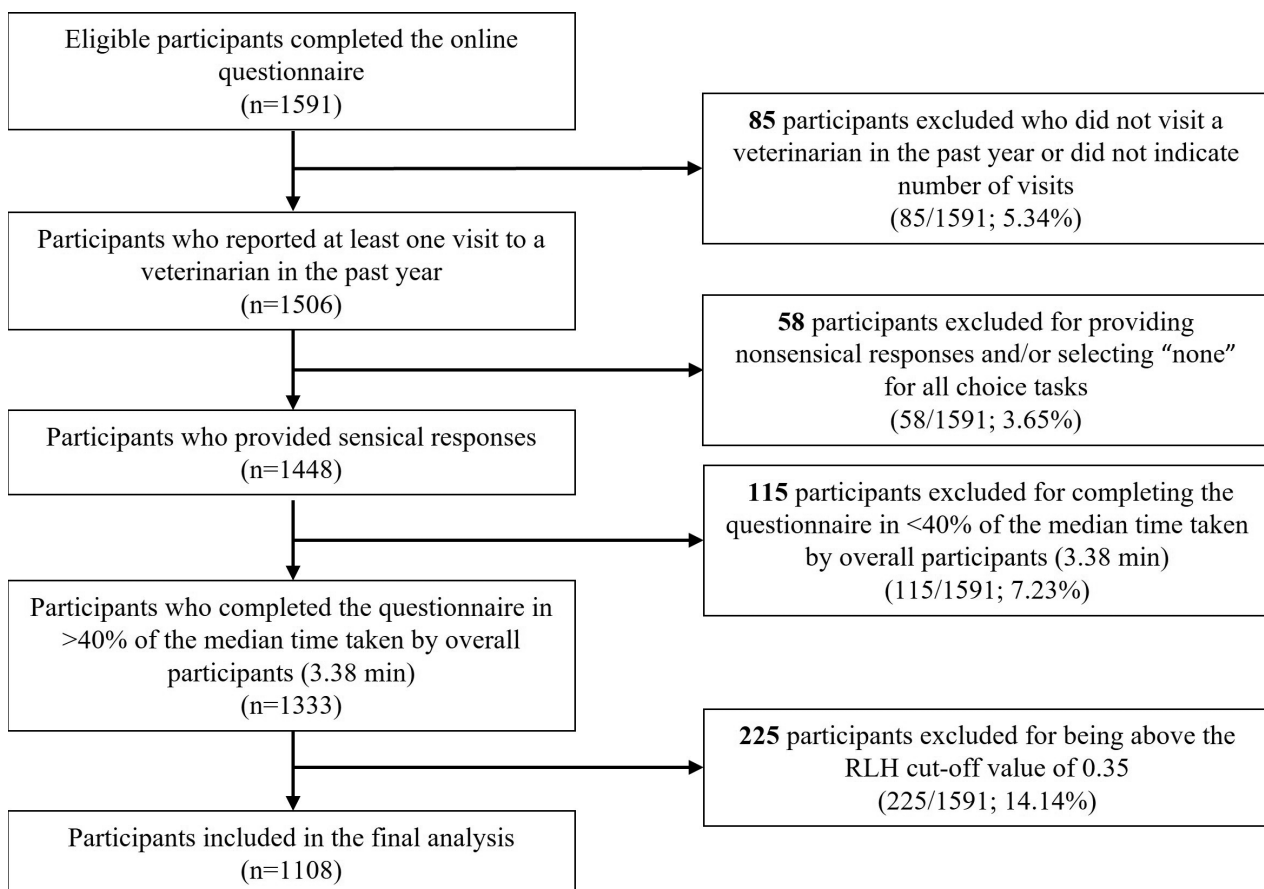 Eligible participants completed the online
questionnaire
(n=1591)
85 participants excluded who did not visit a
veterinarian in the past year or did not indicate
number of visits
(85/1591; 5.34%)
Participants who reported at least one visit to a
veterinarian in the past year
(n=1506)
58 participants excluded for providing
nonsensical responses and/or selecting “none”
for all choice tasks
(58/1591; 3.65%)
Participants who provided sensical responses
(n=1448)
115 participants excluded for completing the
questionnaire in <40% of the median time taken
by overall participants (3.38 min)
(115/1591; 7.23%)
Participants who completed the questionnaire in
>40% of the median time taken by overall
participants (3.38 min)
(n=1333)
225 participants excluded for being above the
RLH cut-off value of 0.35
(225/1591; 14.14%)
Participants included in the final analysis
(n=1108)